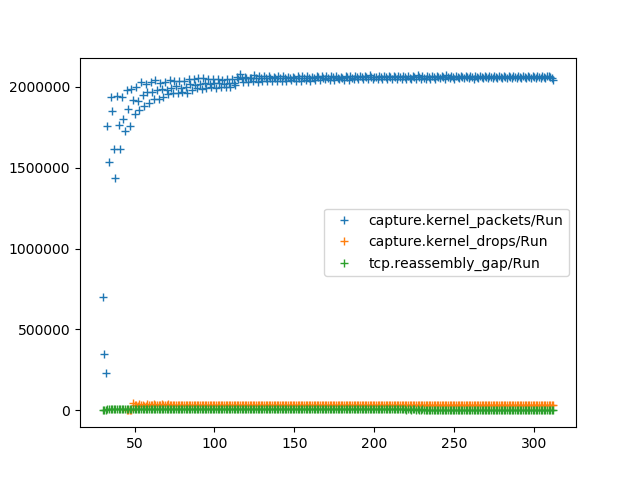 2000000
1500000
1000000
500000
0
capture.kernel_packets/Run
capture.kernel_drops/Run
tcp.reassembly_gap/Run
50 100 150 200 250 300